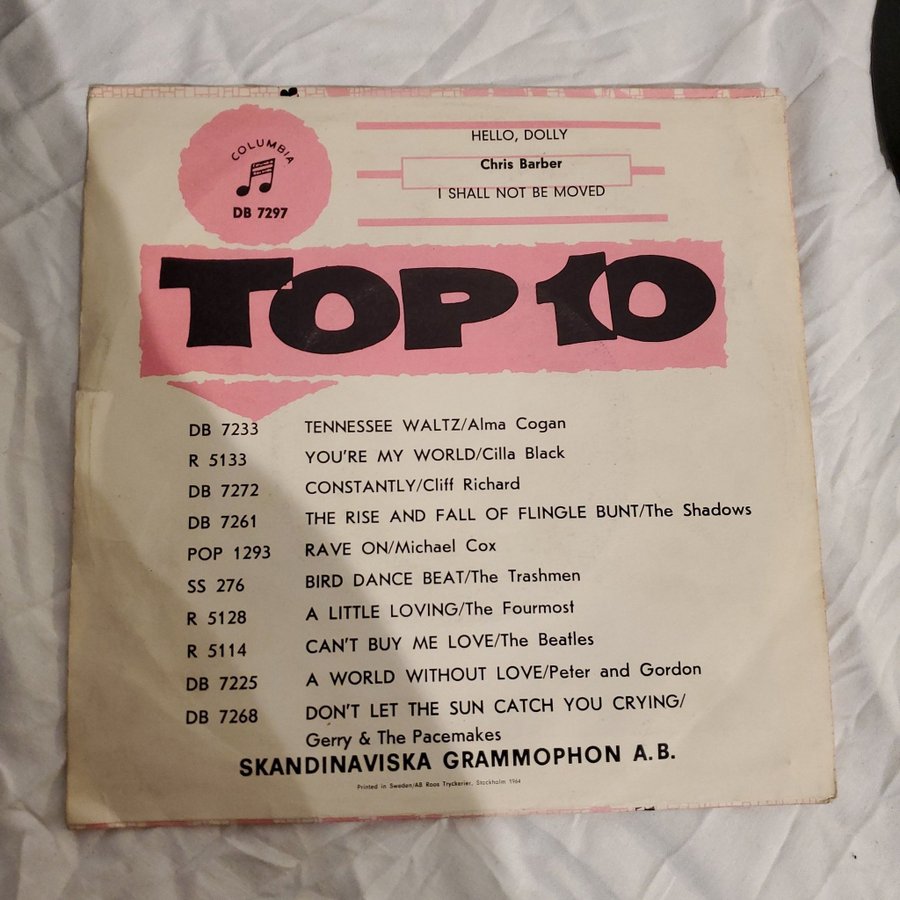 COLUMBIA
DB 7297
HELLO, DOLLY
Chris Barber
I SHALL NOT BE MOVED
TOP 10
DB 7233 TENNESSEE WALTZ/Alma Cogan
R 5133 YOU'RE MY WORLD/Cilla Black
DB 7272 CONSTANTLY/Cliff Richard
DB 7261 THE RISE AND FALL OF FLINGLE BUNT/The Shadows
POP 1293 RAVE ON/Michael Cox
SS 276 BIRD DANCE BEAT/The Trashmen
R 5128 A LITTLE LOVING/The Fourmost
R 5114 CAN'T BUY ME LOVE/The Beatles
DB 7225 A WORLD WITHOUT LOVE/Peter and Gordon
DB 7268 DON'T LET THE SUN CATCH YOU CRYING/
Gerry & The Pacemakes
SKANDINAVISKA GRAMMOPHON A.B.
Printed in Sweden/AB Roos Tryckerier, Stockholm 1964